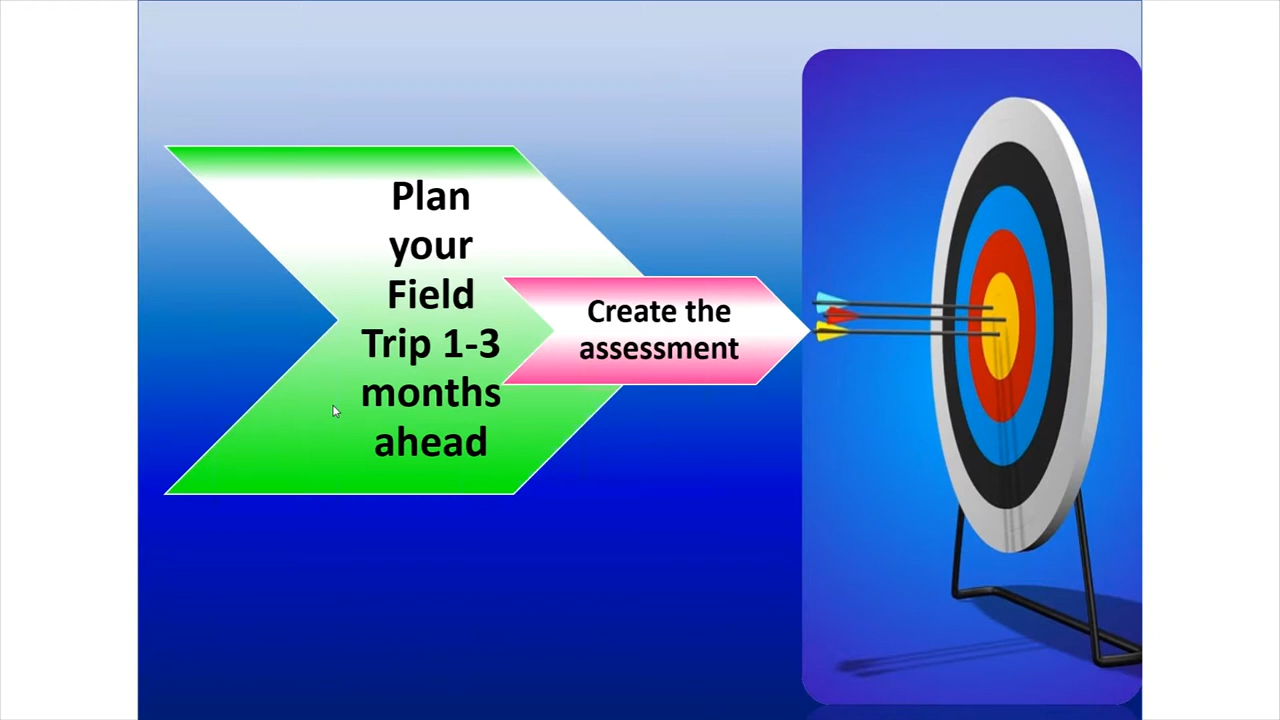 Plan
your
Field
Trip 1-3
months
ahead
Create the
assessment